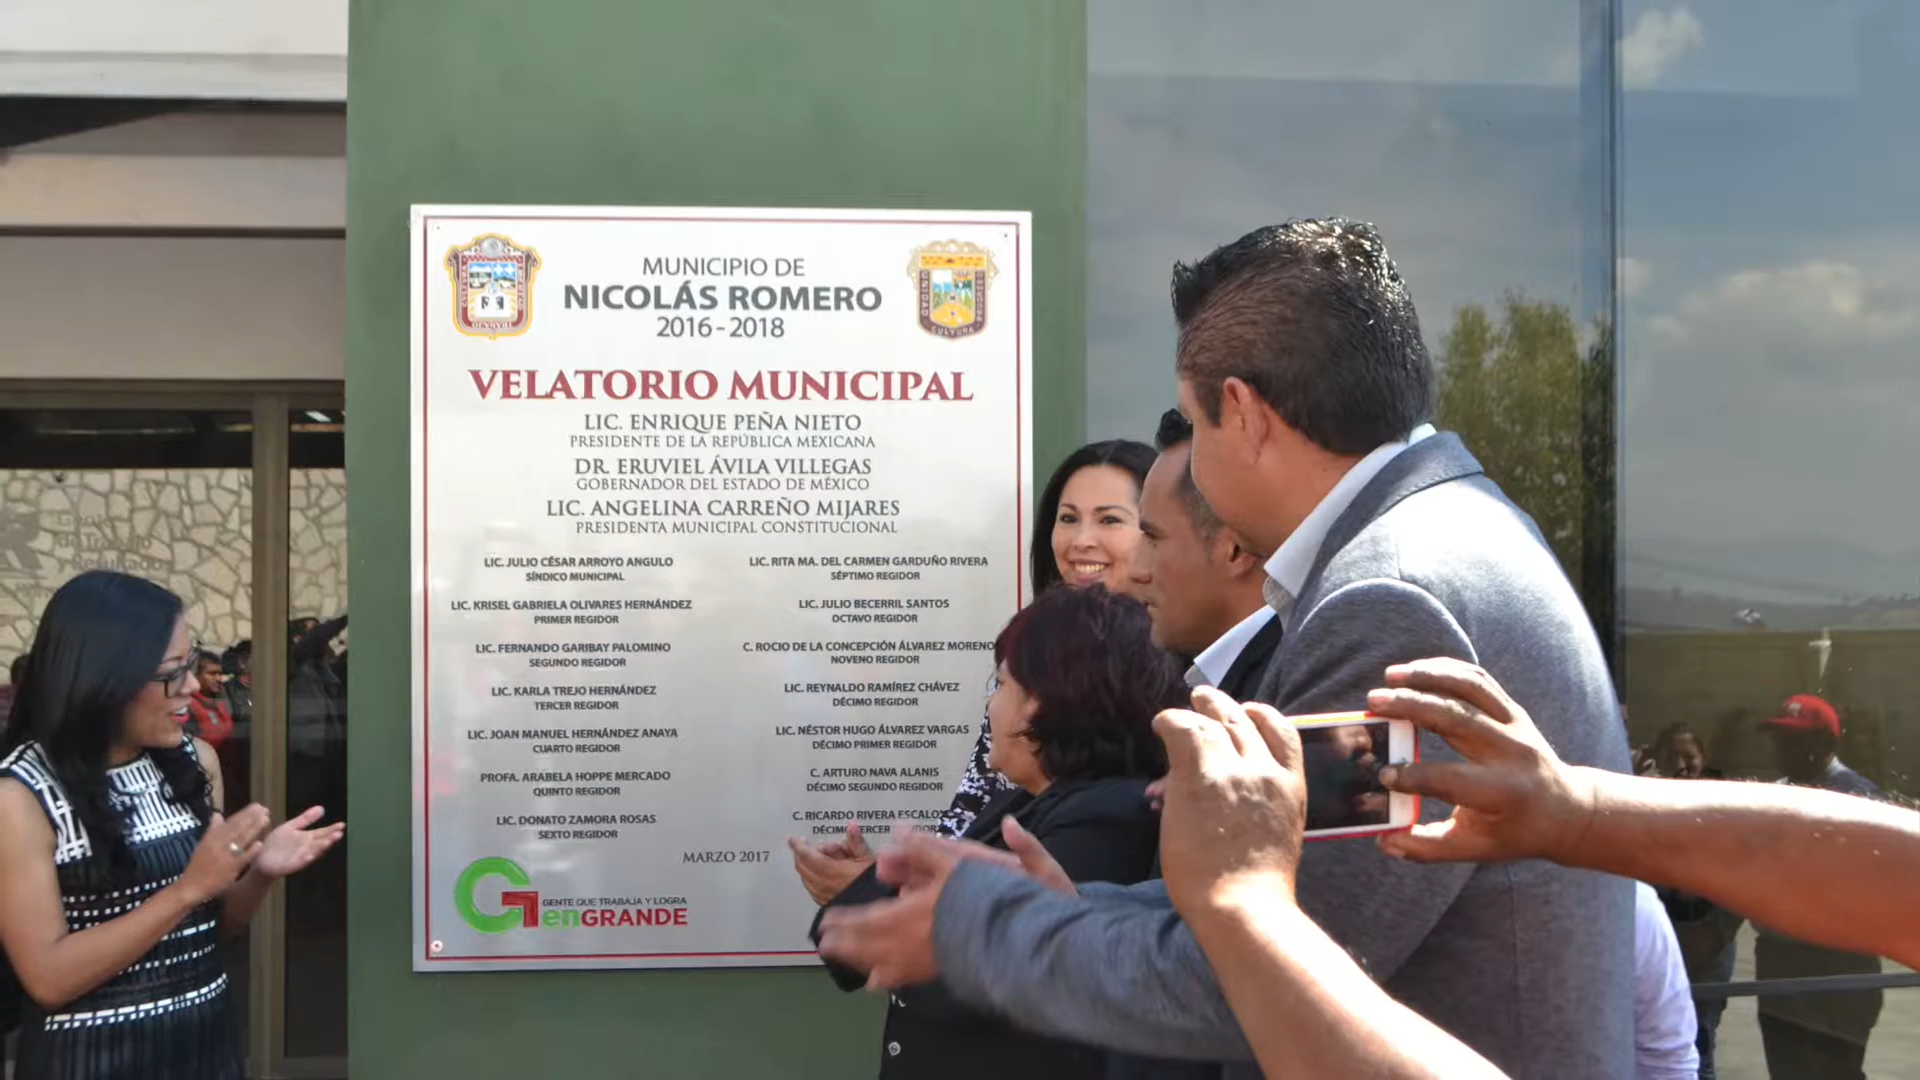 MUNICIPIO DE
NICOLÁS ROMERO
2016 - 2018
VELATORIO MUNICIPAL
LIC. ENRIQUE PEÑA NIETO
PRESIDENTE DE LA REPÚBLICA MEXICANA
DR. ERUVIEL ÁVILA VILLEGAS
GOBERNADOR DEL ESTADO DE MÉXICO
LIC. ANGELINA CARREÑO MIJARES
PRESIDENTA MUNICIPAL CONSTITUCIONAL
LIC. JULIO CÉSAR ARROYO ANGULO
SÍNDICO MUNICIPAL
LIC. KRISEL GABRIELA OLIVARES HERNÁNDEZ
PRIMER REGIDOR
LIC. FERNANDO GARIBAY PALOMINO
SEGUNDO REGIDOR
LIC. KARLA TREJO HERNÁNDEZ
TERCER REGIDOR
LIC. JOAN MANUEL HERNÁNDEZ ANAYA
CUARTO REGIDOR
PROFA. ARABELA HOPPE MERCADO
QUINTO REGIDOR
LIC. DONATO ZAMORA ROSAS
SEXTO REGIDOR
LIC. RITA MA. DEL CARMEN GARDUÑO RIVERA
SÉPTIMO REGIDOR
LIC. JULIO BECERRIL SANTOS
OCTAVO REGIDOR
C. ROCIO DE LA CONCEPCIÓN ÁLVAREZ MORENO
NOVENO REGIDOR
LIC. REYNALDO RAMÍREZ CHÁVEZ
DÉCIMO REGIDOR
LIC. NÉSTOR HUGO ÁLVAREZ VARGAS
DÉCIMO PRIMER REGIDOR
C. ARTURO NAVA ALANIS
DÉCIMO SEGUNDO REGIDOR
C. RICARDO RIVERA
MARZO 2017
GENTE QUE TRABAJA Y LOGRA
enGRANDE
CULTURA
Gente
de Trabajo
y Resultados